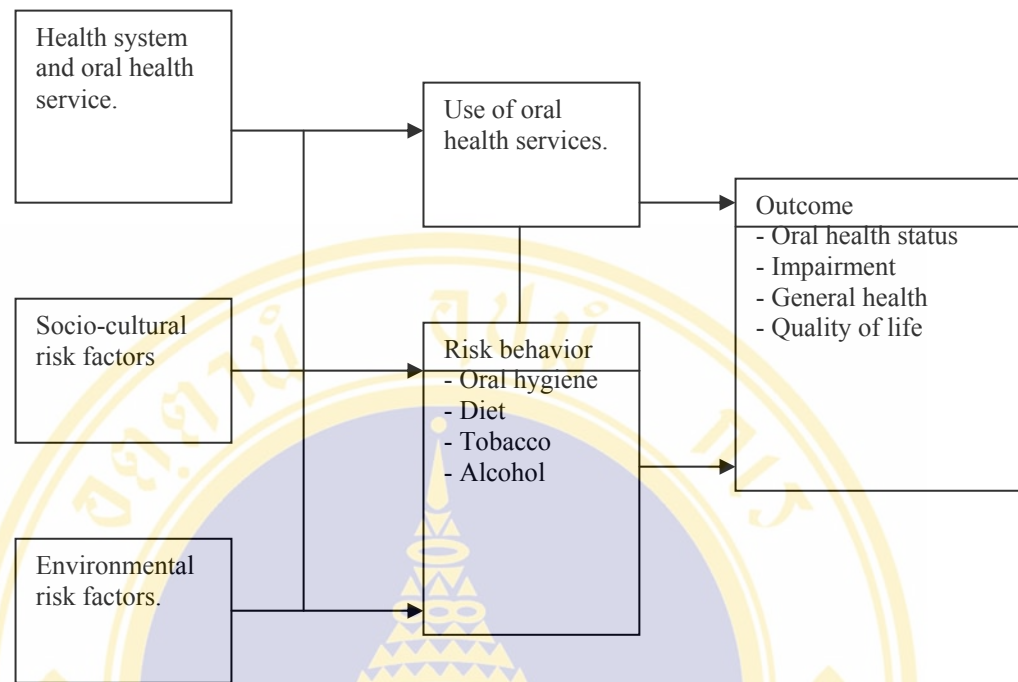 Health system
and oral health
service.
Use of oral
health services.
Outcome
- Oral health status
- Impairment
- General health
- Quality of life
Socio-cultural
risk factors
Risk behavior
- Oral hygiene
- Diet
- Tobacco
- Alcohol
Environmental
risk factors.